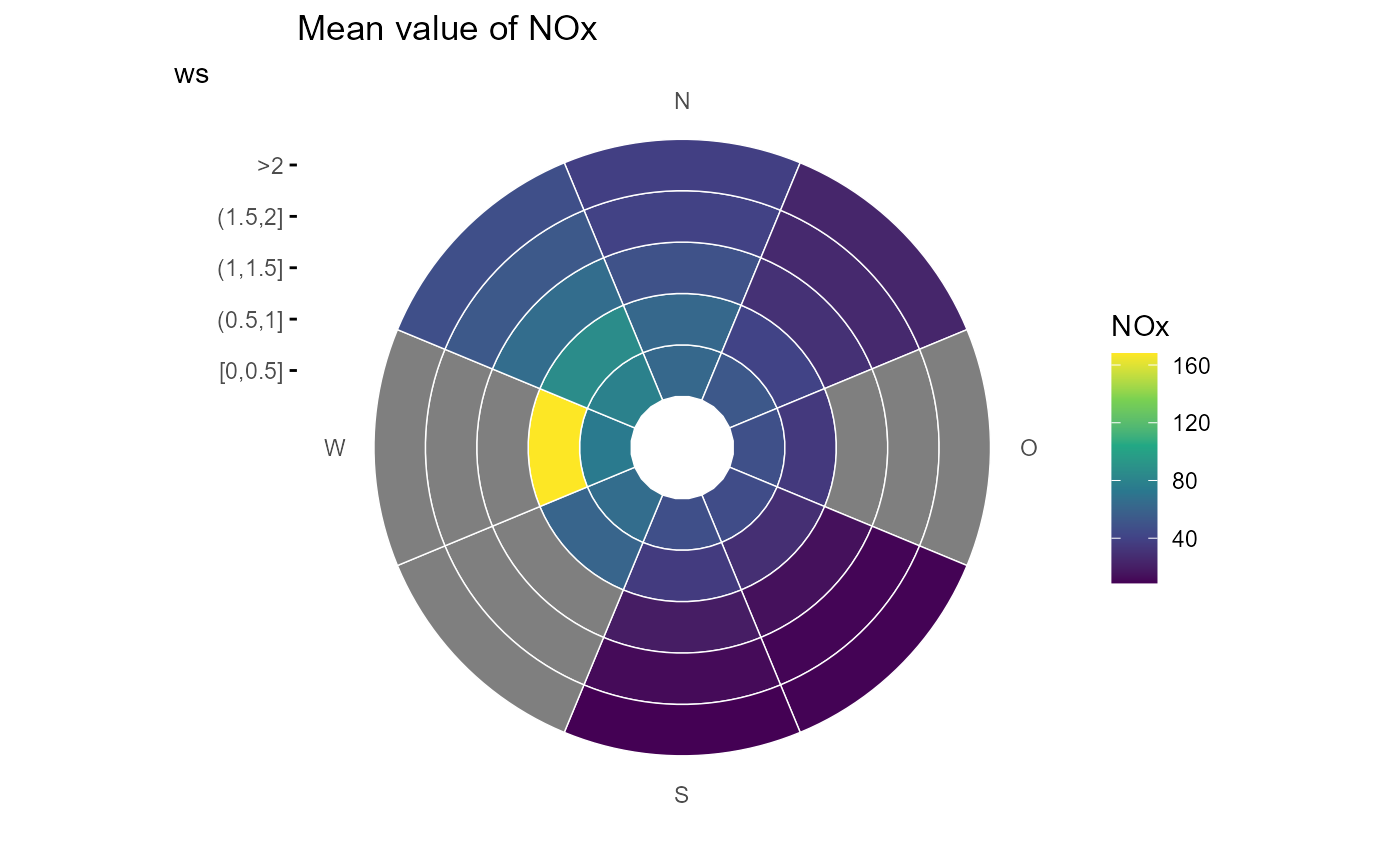 Mean value of NOx
ws
N
>2
(1.5,2]
(1,1.5]
(0.5,1]
[0,0.5]
W
O
S
NOx
160
120
80
40